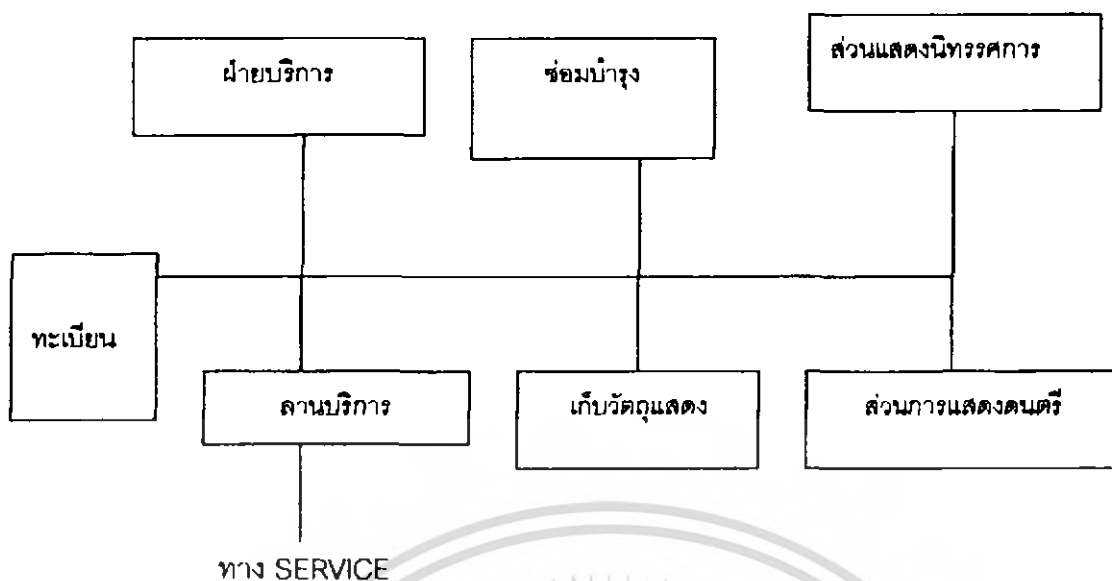 ฝ่ายบริการ
ซ่อมบำรุง
ส่วนแสดงนิทรรศการ
ทะเบียน
ลานบริการ
เก็บวัตถุแสดง
ส่วนการแสดงดนตรี
ทาง SERVICE